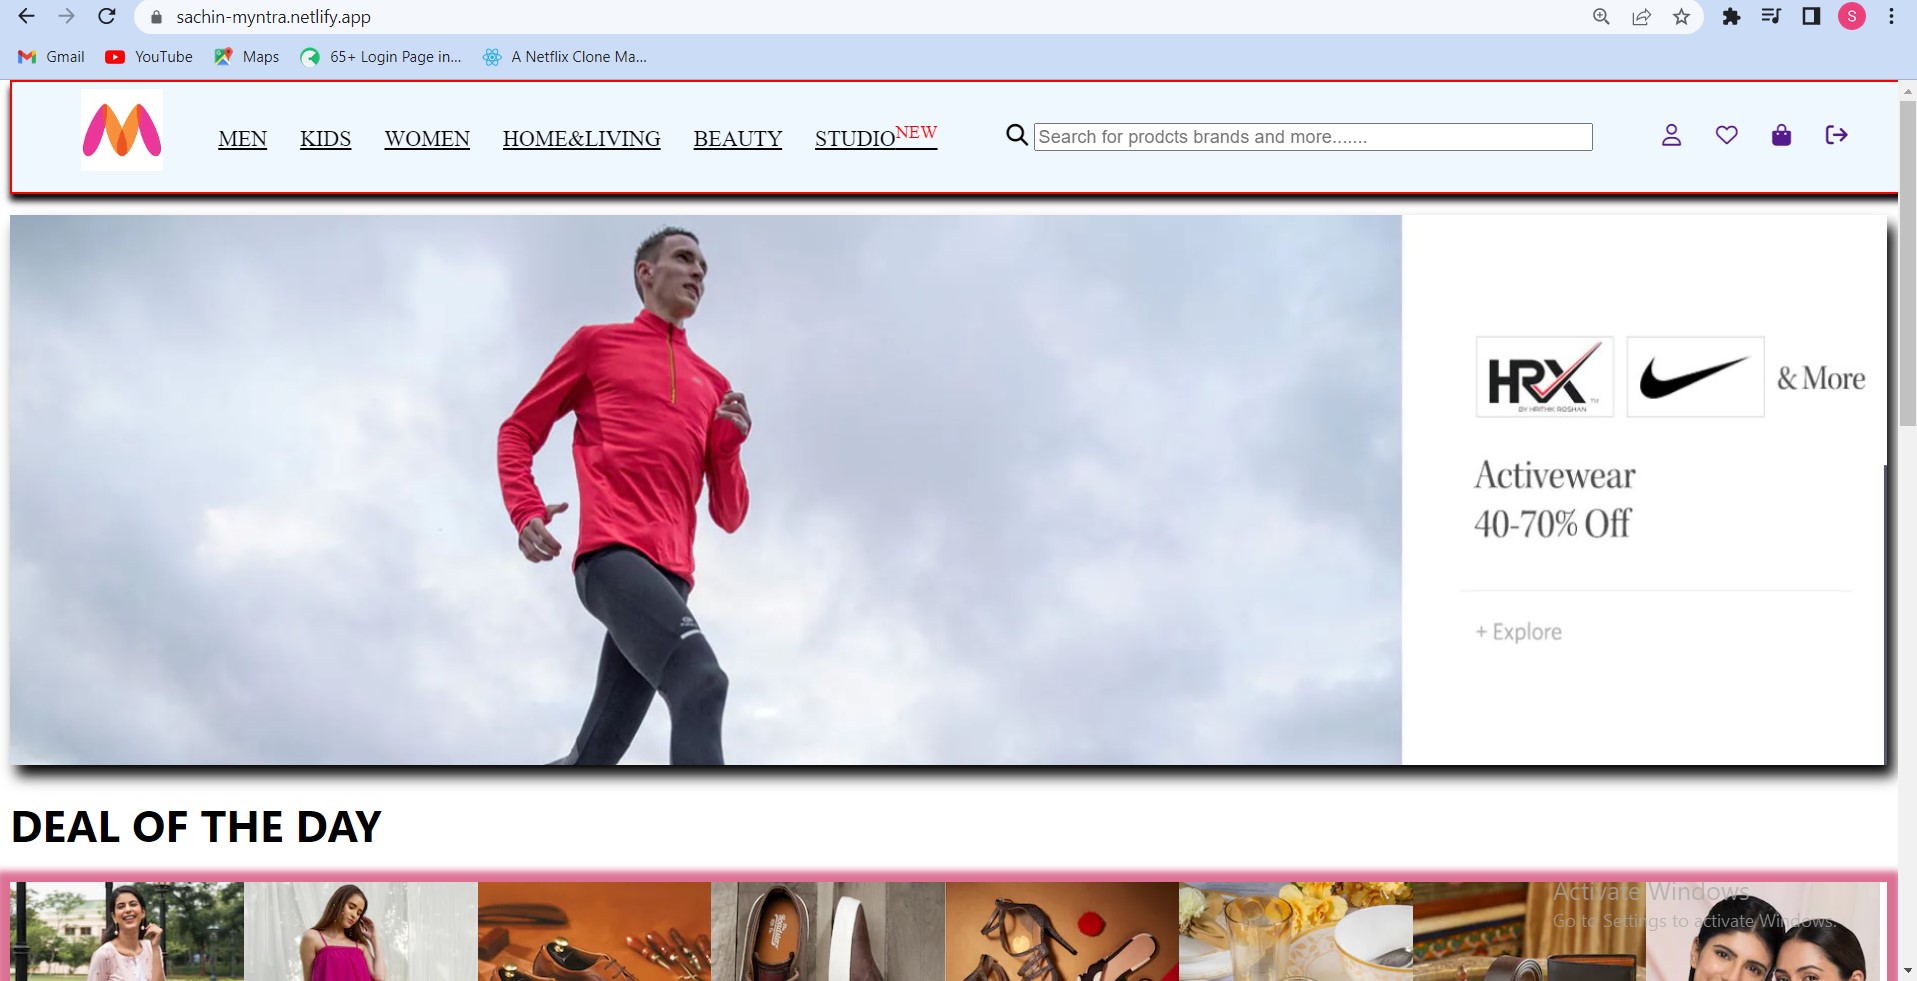 sachin-myntra.netlify.app
S
Gmail YouTube Maps 65+ Login Page in... A Netflix Clone Ma...
MEN KIDS WOMEN HOME&LIVING BEAUTY STUDIONEW Search for prodcts brands and more.......
HRX TM & More
BY HRITHIK ROSHAN
Activewear
40-70% Off
+ Explore
DEAL OF THE DAY
Activate Windows
Go to Settings to activate Windows.